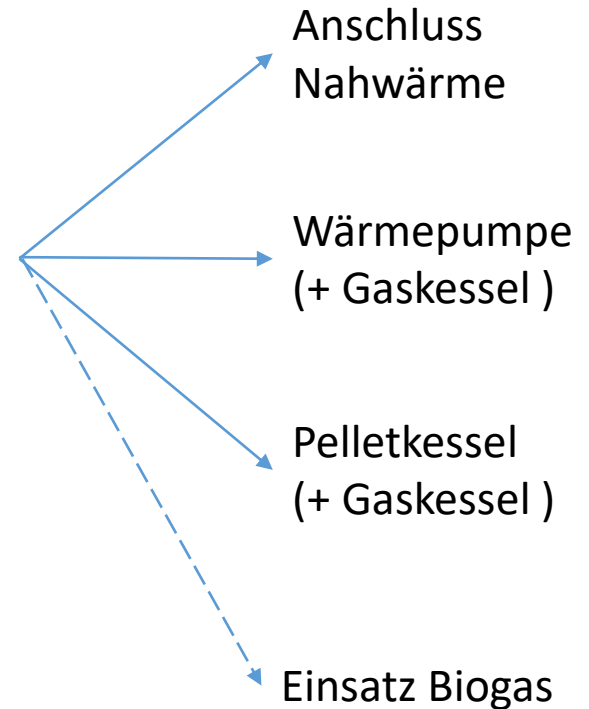 Anschluss
Nahwärme
Wärmepumpe
(+ Gaskessel )
Pelletkessel
(+ Gaskessel )
Einsatz Biogas